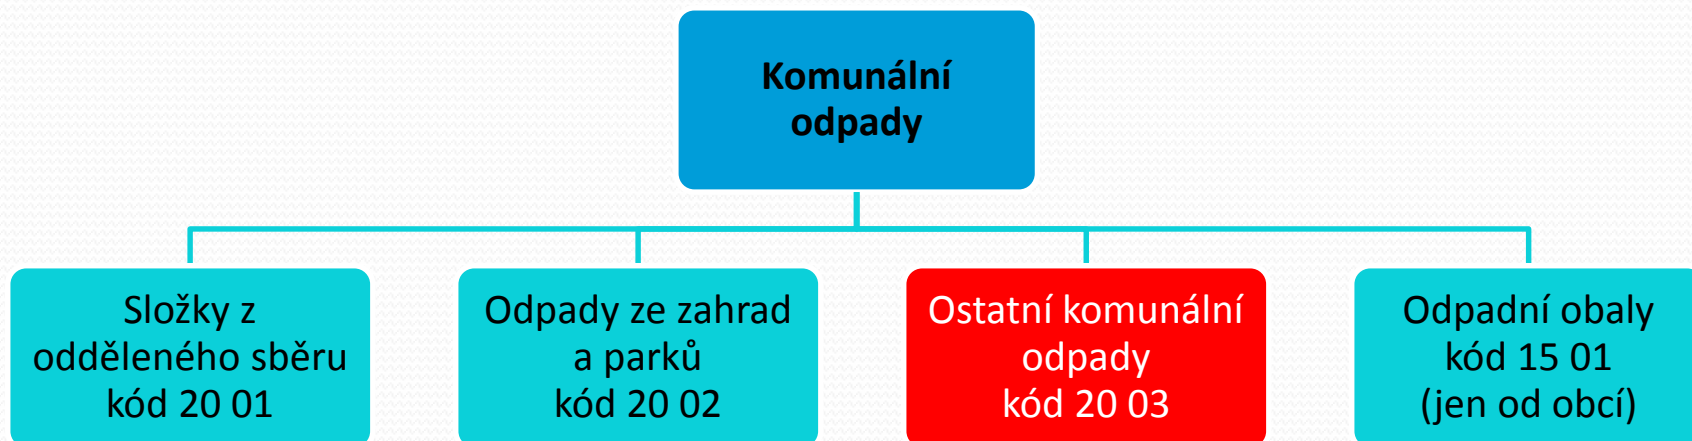 Komunální
odpady
Složky z
odděleného sběru
kód 20 01
Odpady ze zahrad
a parků
kód 20 02
Ostatní komunální
odpady
kód 20 03
Odpadní obaly
kód 15 01
(jen od obcí)